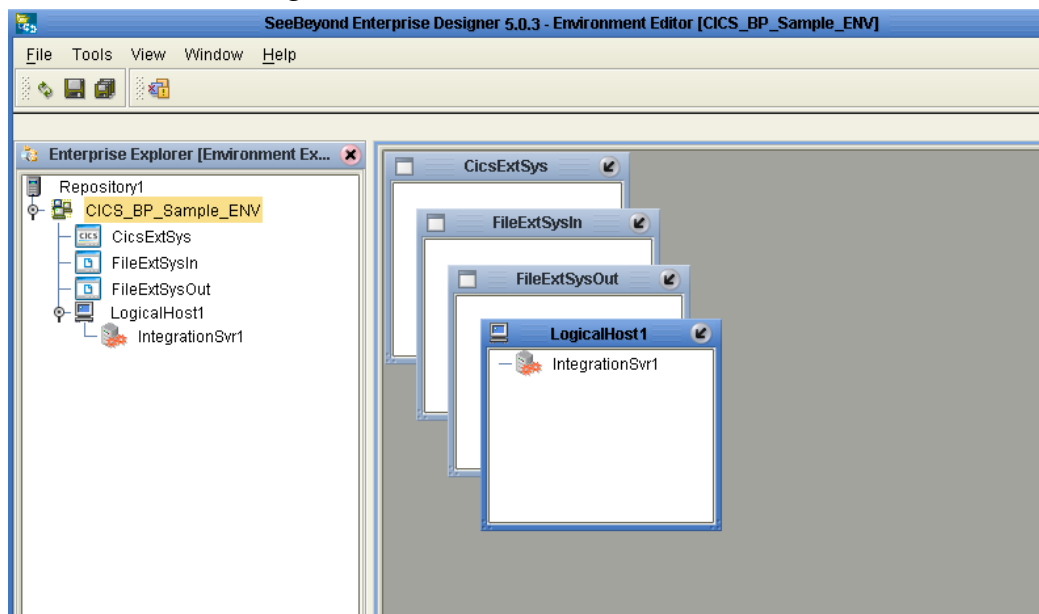 SeeBeyond Enterprise Designer 5.0.3 - Environment Editor [CICS_BP_Sample_ENV]
File Tools View Window Help
Enterprise Explorer [Environment Ex...
Repository1
CICS_BP_Sample_ENV
CICS CicsExtSys
FileExtSysIn
FileExtSysOut
LogicalHost1
IntegrationSvr1
CicsExtSys
FileExtSysIn
FileExtSysOut
LogicalHost1
IntegrationSvr1